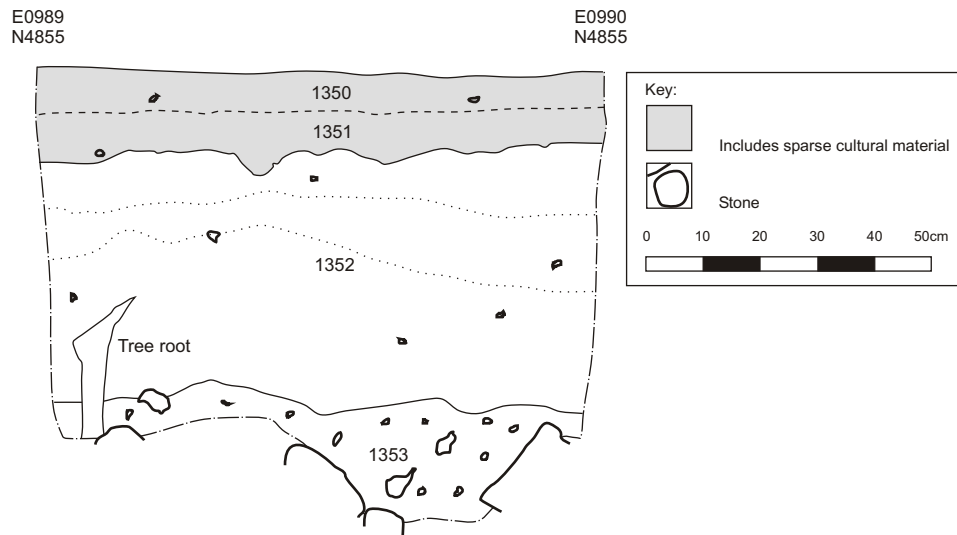 E0989
N4855
E0990
N4855
1350
1351
1352
Tree root
1353
Key:
Includes sparse cultural material
Stone
0 10 20 30 40 50cm